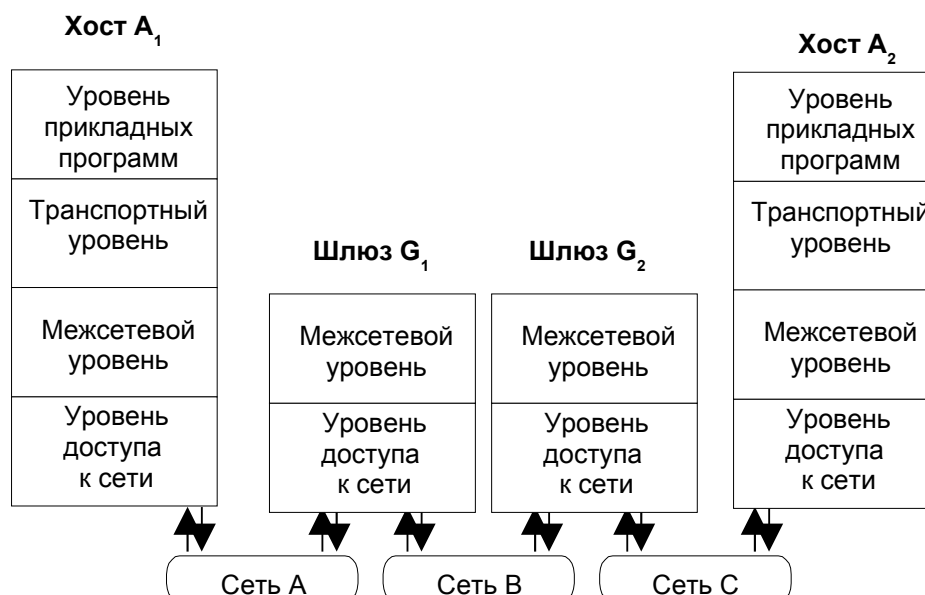 Хост A1
Уровень
прикладных
программ
Транспортный
уровень
Межсетевой
уровень
Уровень
доступа
к сети
Шлюз G1
Межсетевой
уровень
Уровень
доступа
к сети
Шлюз G2
Межсетевой
уровень
Уровень
доступа
к сети
Хост A2
Уровень
прикладных
программ
Транспортный
уровень
Межсетевой
уровень
Уровень
доступа
к сети
Сеть A
Сеть B
Сеть C